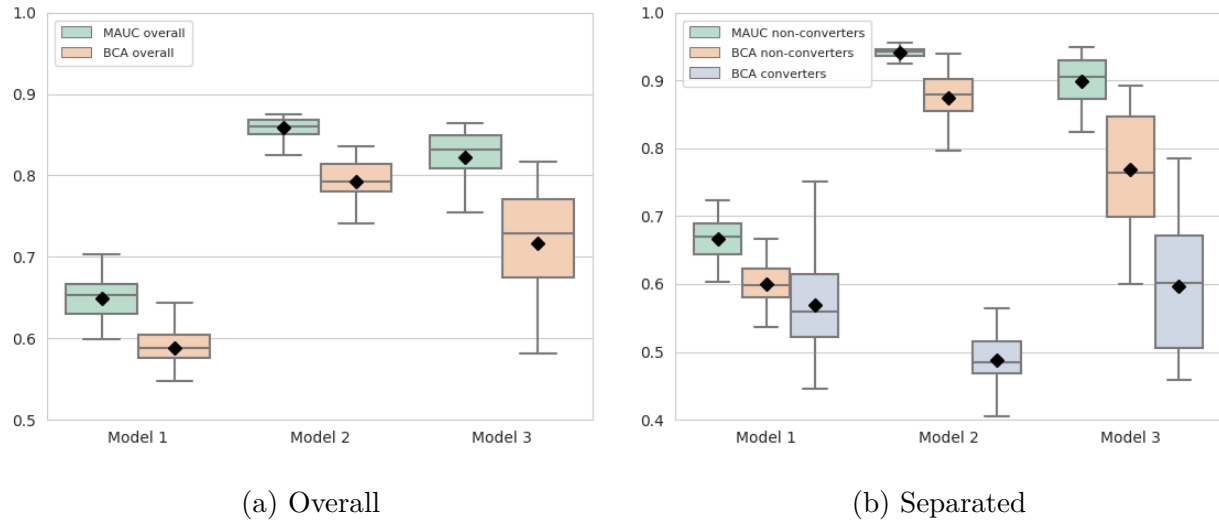 1.0
0.9
0.8
0.7
0.6
0.5
MAUC overall
BCA overall
Model 1 Model 2 Model 3
(a) Overall
1.0
0.9
0.8
0.7
0.6
0.5
0.4
MAUC non-converters
BCA non-converters
BCA converters
Model 1 Model 2 Model 3
(b) Separated